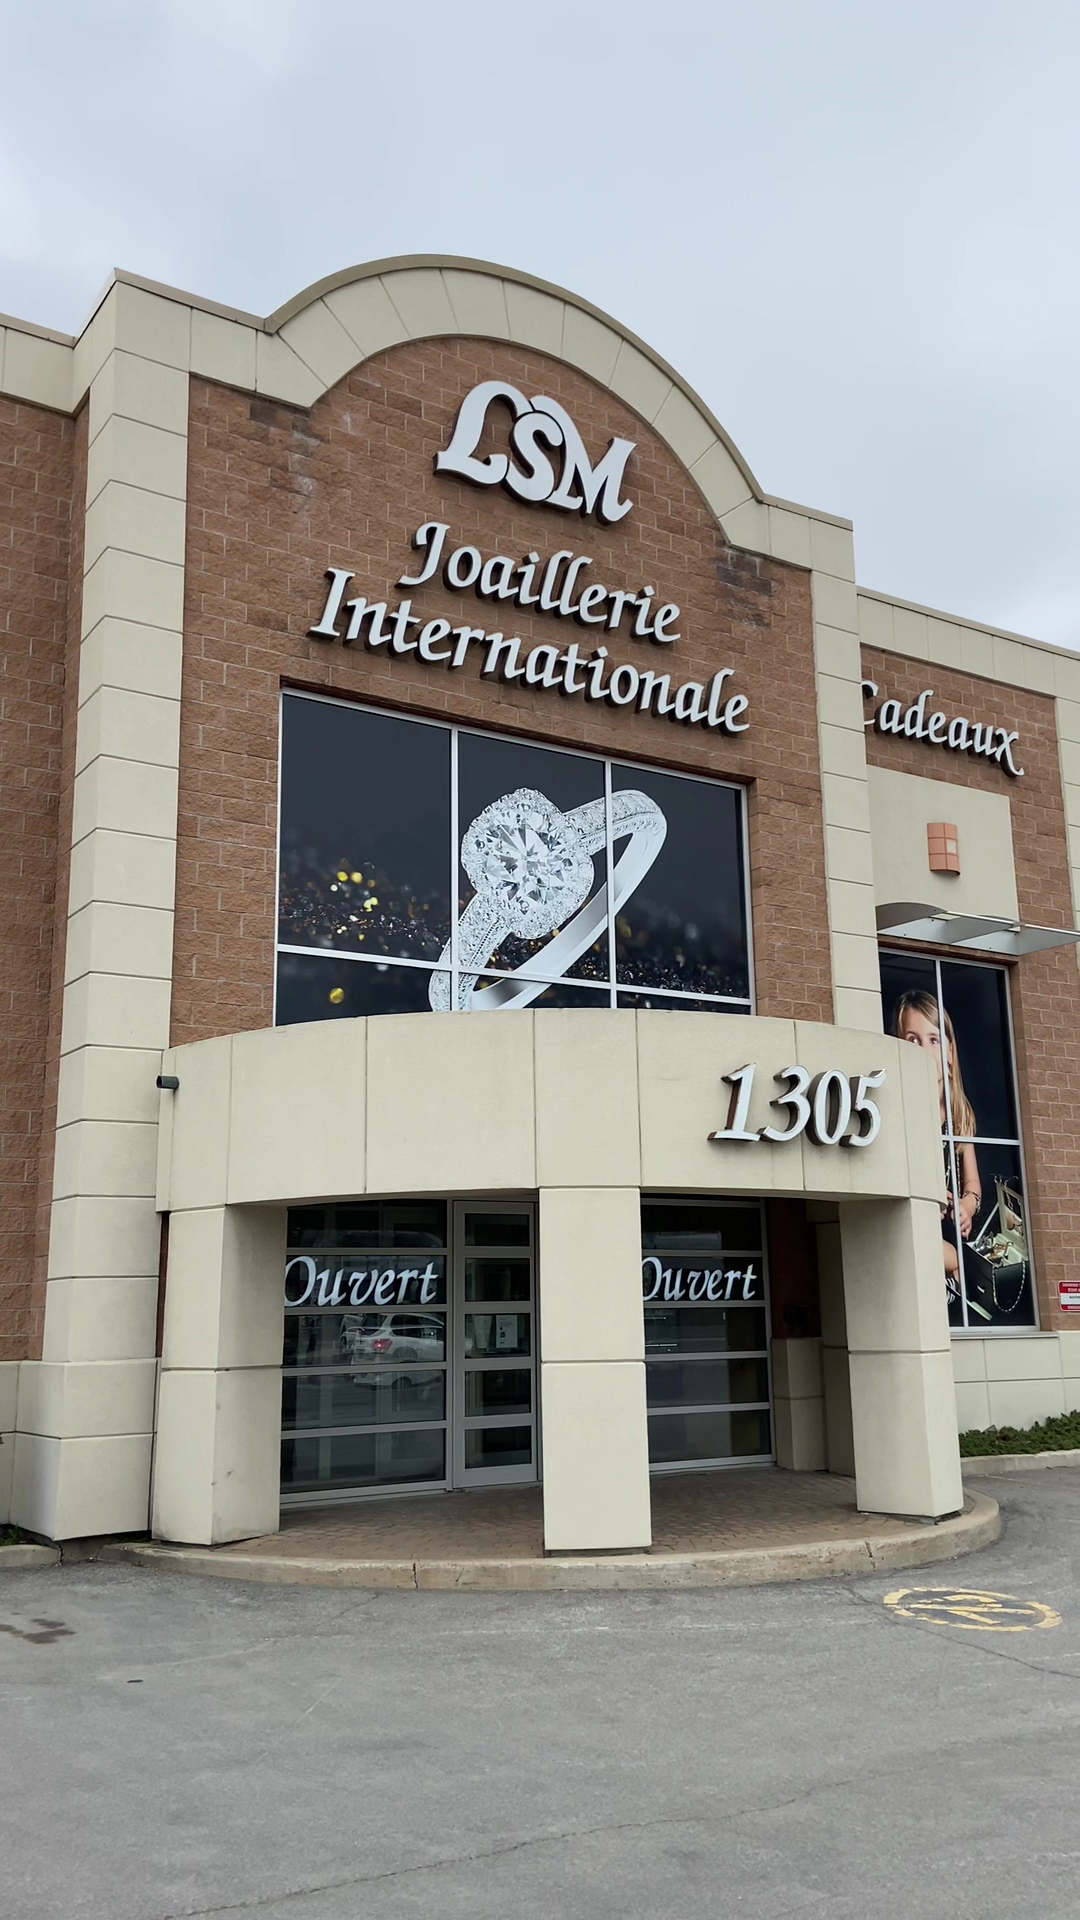 LSM
Joaillerie
Internationale
Cadeaux
1305
Ouvert
Ouvert